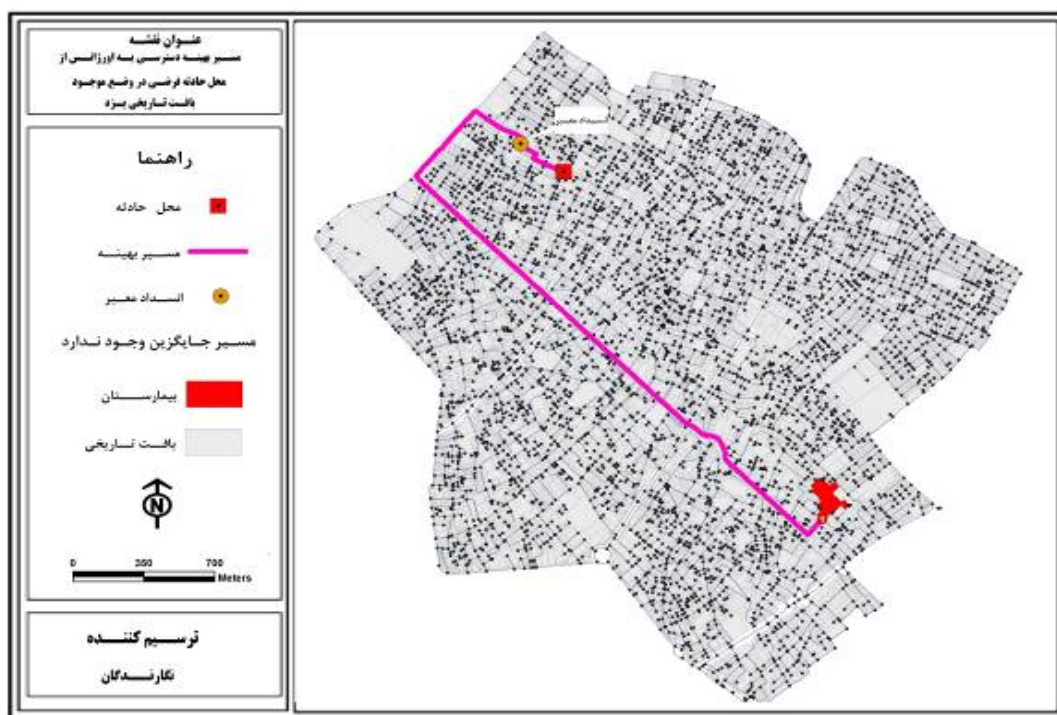 عنوان نقشه
مسیر بهینه دسترسی به اورژانس از
محل حادثه فرضی در وضع موجود
بافت تاریخی یزد
راهنما
محل حادثه
مسیر بهینه
انسداد معبر
مسیر جایگزین وجود ندارد
بیمارستان
بافت تاریخی
N
0 350 700
Meters
ترسیم کننده
نگارندگان
انسداد معبر